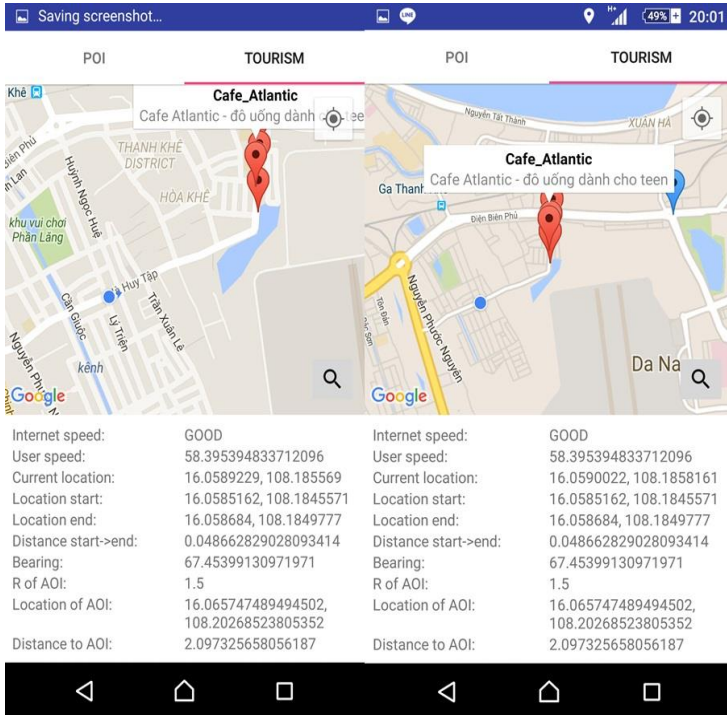 Saving screenshot...
POI
TOURISM
Khê
Cafe_Atlantic
Cafe Atlantic - đô uống dành cho tee
THANH KHÊ
DISTRICT
HÒA KHÊ
Huỳnh Ngọc Huệ
khu vui chơi
Phần Lăng
Huy Tập
Cần Giuộc
Lý Triện
Trần Xuân Lê
kênh
Google
Internet speed: GOOD
User speed: 58.395394833712096
Current location: 16.0589229, 108.185569
Location start: 16.0585162, 108.1845571
Location end: 16.058684, 108.1849777
Distance start->end: 0.048662829028093414
Bearing: 67.45399130971971
R of AOI: 1.5
Location of AOI: 16.065747489494502,
108.20268523805352
Distance to AOI: 2.097325658056187
LINE
H+
49%
20:01
POI
TOURISM
Nguyễn Tất Thành
XUÂN HÀ
Cafe_Atlantic
Cafe Atlantic - đô uống dành cho teen
Ga Thanh
Điện Biên Phủ
Tôn Đản
Nguyễn Phước Nguyên
Da Na
Google
Internet speed: GOOD
User speed: 58.395394833712096
Current location: 16.0590022, 108.1858161
Location start: 16.0585162, 108.1845571
Location end: 16.058684, 108.1849777
Distance start->end: 0.048662829028093414
Bearing: 67.45399130971971
R of AOI: 1.5
Location of AOI: 16.065747489494502,
108.20268523805352
Distance to AOI: 2.097325658056187